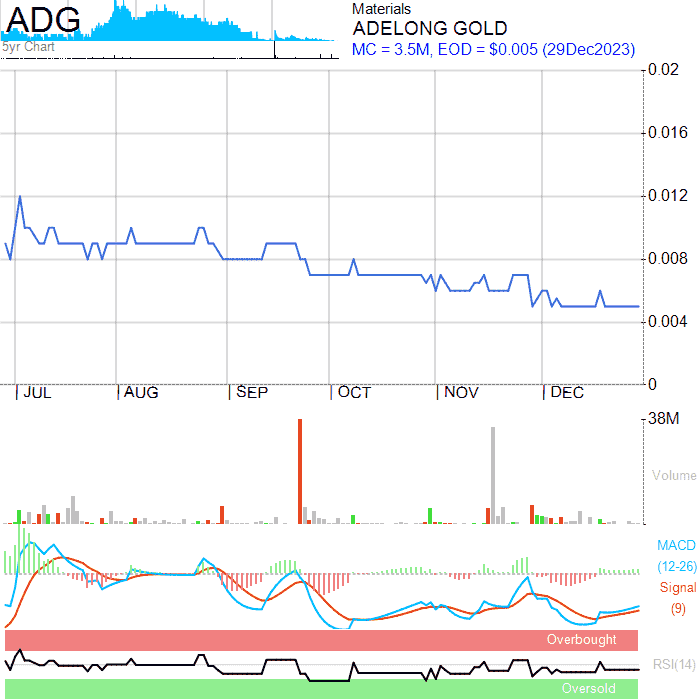 ADG
5yr Chart
Materials
ADELONG GOLD
MC = 3.5M, EOD = $0.005 (29Dec2023)
0.02
0.016
0.012
0.008
0.004
0
JUL AUG SEP OCT NOV DEC
38M
Volume
MACD
(12-26)
Signal
(9)
Overbought
RSI(14)
Oversold